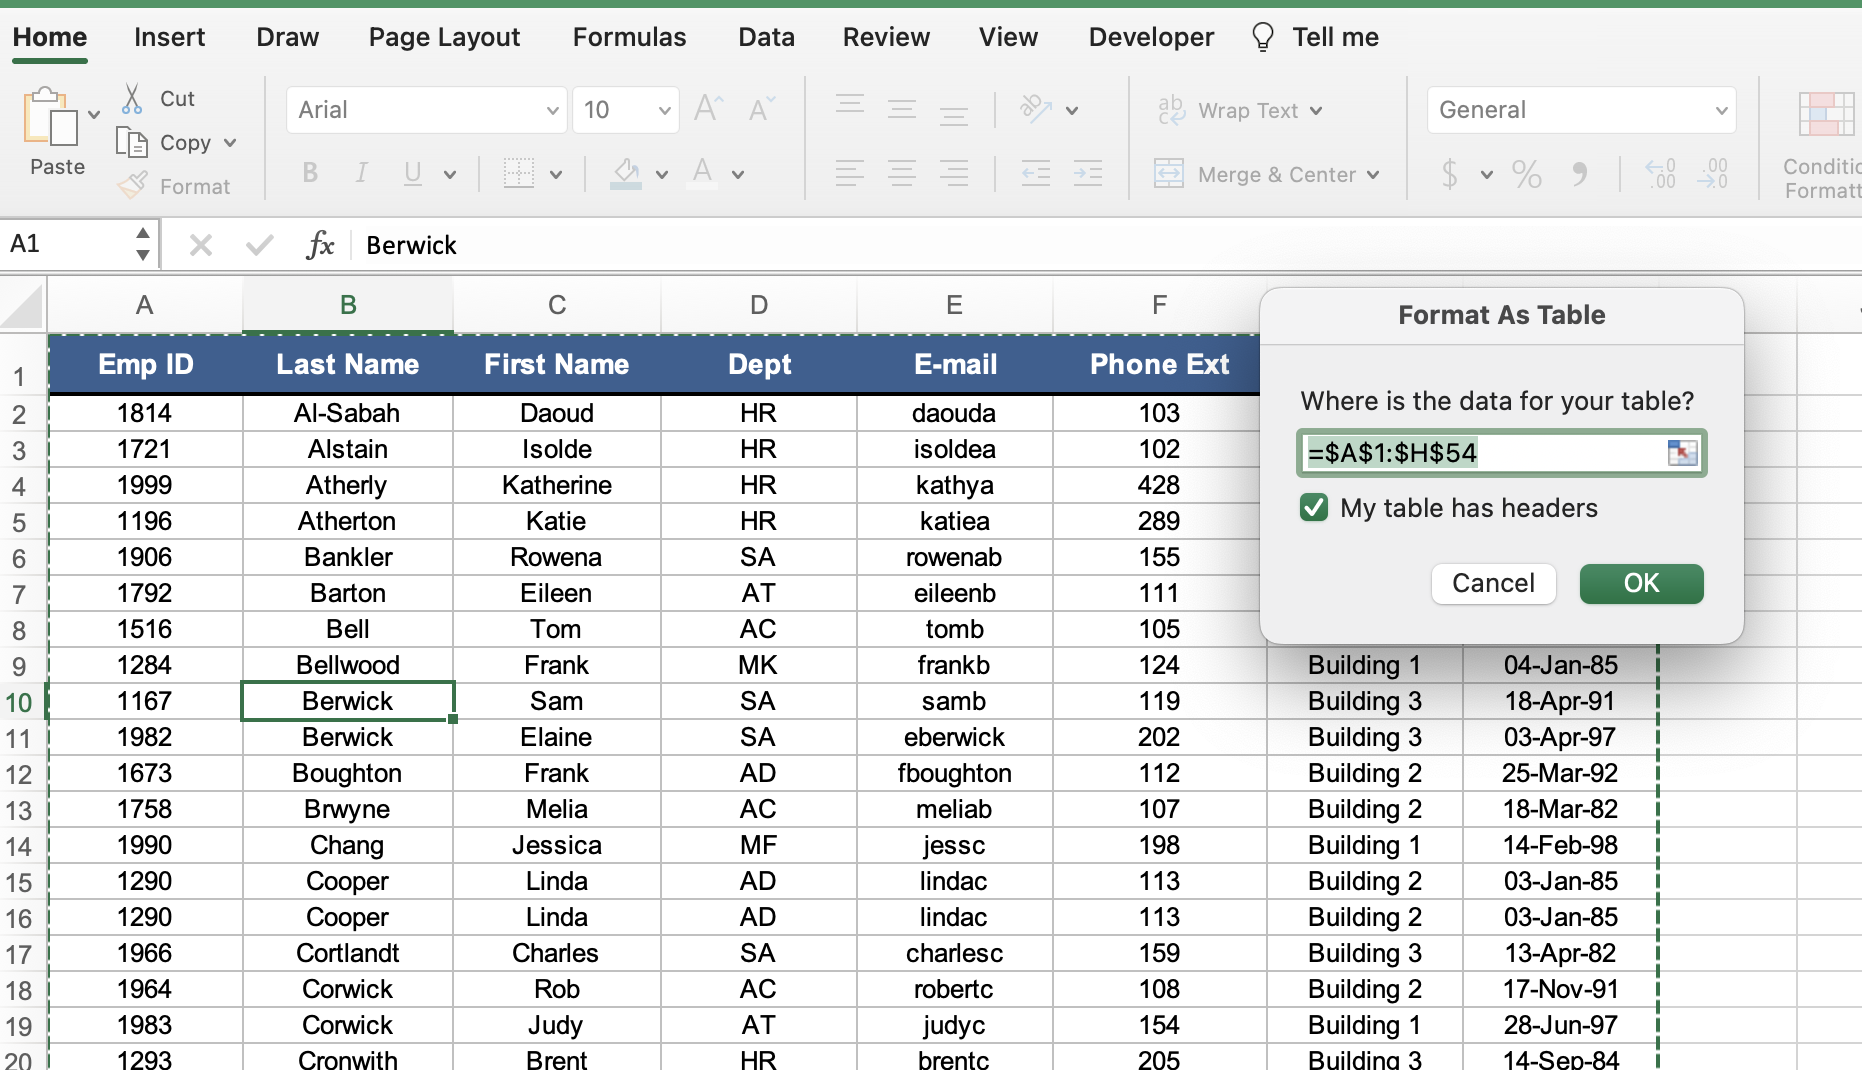 Home Insert Draw Page Layout Formulas Data Review View Developer Tell me
Paste Cut Copy Format
Arial 10 A A
B I U A
ab c Wrap Text
Merge & Center
General
$ % , .00 .00 .0
Conditic
Formatt
A1 fx Berwick
A B C D E F
1 Emp ID Last Name First Name Dept E-mail Phone Ext
2 1814 Al-Sabah Daoud HR daouda 103
3 1721 Alstain Isolde HR isoldea 102
4 1999 Atherly Katherine HR kathya 428
5 1196 Atherton Katie HR katiea 289
6 1906 Bankler Rowena SA rowenab 155
7 1792 Barton Eileen AT eileenb 111
8 1516 Bell Tom AC tomb 105
9 1284 Bellwood Frank MK frankb 124 Building 1 04-Jan-85
10 1167 Berwick Sam SA samb 119 Building 3 18-Apr-91
11 1982 Berwick Elaine SA eberwick 202 Building 3 03-Apr-97
12 1673 Boughton Frank AD fboughton 112 Building 2 25-Mar-92
13 1758 Brwyne Melia AC meliab 107 Building 2 18-Mar-82
14 1990 Chang Jessica MF jessc 198 Building 1 14-Feb-98
15 1290 Cooper Linda AD lindac 113 Building 2 03-Jan-85
16 1290 Cooper Linda AD lindac 113 Building 2 03-Jan-85
17 1966 Cortlandt Charles SA charlesc 159 Building 3 13-Apr-82
18 1964 Corwick Rob AC robertc 108 Building 2 17-Nov-91
19 1983 Corwick Judy AT judyc 154 Building 1 28-Jun-97
20 1293 Cronwith Brent HR brentc 205 Building 3 14-Sep-84
Format As Table
Where is the data for your table?
=$A$1:$H$54
My table has headers
Cancel OK